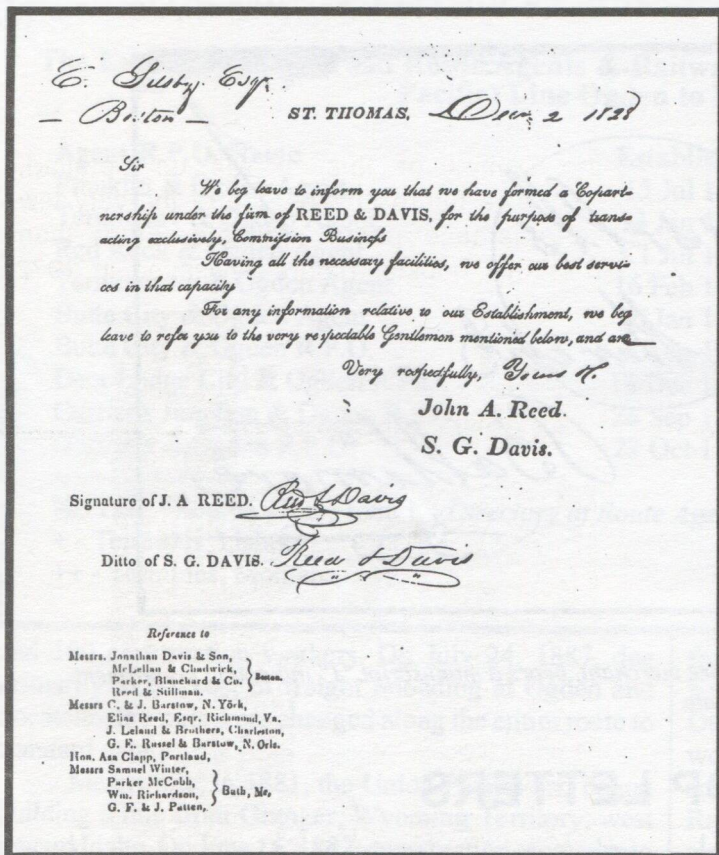 E. Silsby Esqr
— Boston —
ST. THOMAS, Decr 2 1828
Sir
We beg leave to inform you that we have formed a Copart-
nership under the firm of REED & DAVIS, for the purpose of trans-
acting exclusively, Commission Businefs
Having all the necessary facilities, we offer our best servi-
ces in that capacity
For any information relative to our Establishment, we beg
leave to refer you to the very respectable Gentlemen mentioned below, and are
Very respectfully, Yours
John A. Reed.
S. G. Davis.
Signature of J. A REED. Reed & Davis
Ditto of S. G. DAVIS. Reed & Davis
Reference to
Messrs. Jonathan Davis & Son,
McLellan & Chadwick,
Parker, Blanchard & Co.
Reed & Stillman.
Boston.
Messrs C. & J. Barstow, N. York,
Elias Reed, Esqr. Richmond, Va.
J. Leland & Brothers, Charleston,
G. E. Russel & Barstow, N. Orls.
Hon. Asa Clapp, Portland,
Messrs Samuel Winter,
Parker McCobb,
Wm. Richardson,
G. F. & J. Patten,
Bath, Me,